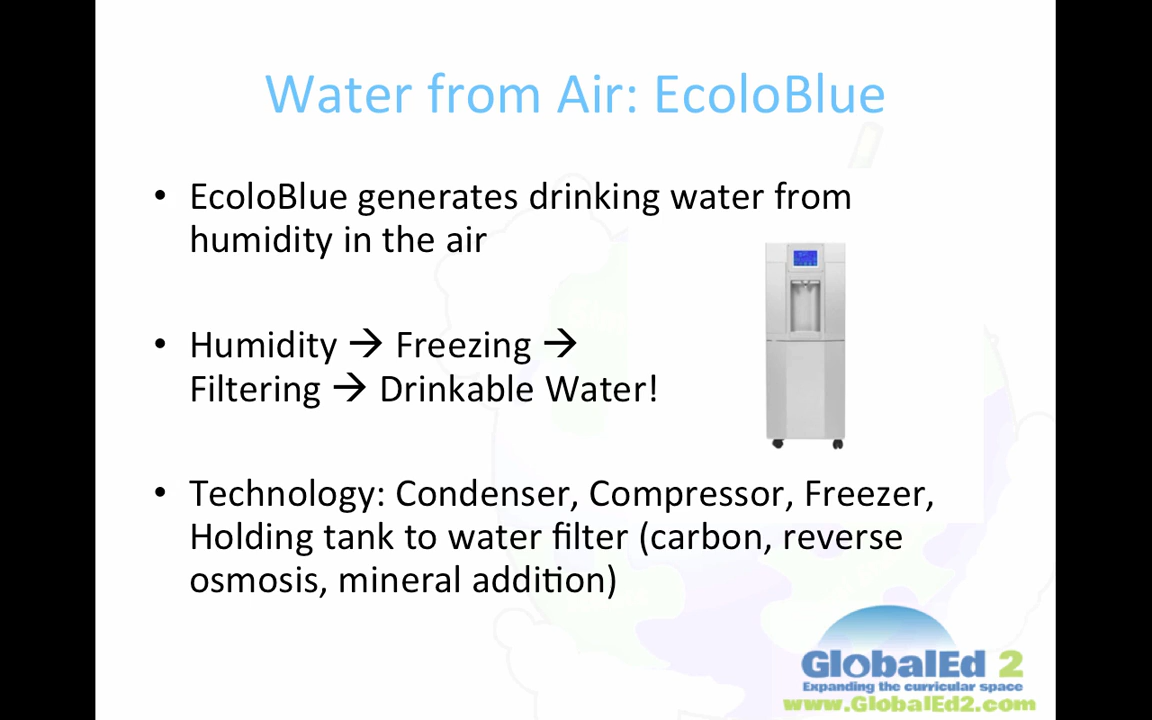 Water from Air: EcoloBlue
• EcoloBlue generates drinking water from
humidity in the air
• Humidity → Freezing →
Filtering → Drinkable Water!
• Technology: Condenser, Compressor, Freezer,
Holding tank to water filter (carbon, reverse
osmosis, mineral addition)
GlobalEd 2
Expanding the curricular space
www.GlobalEd2.com